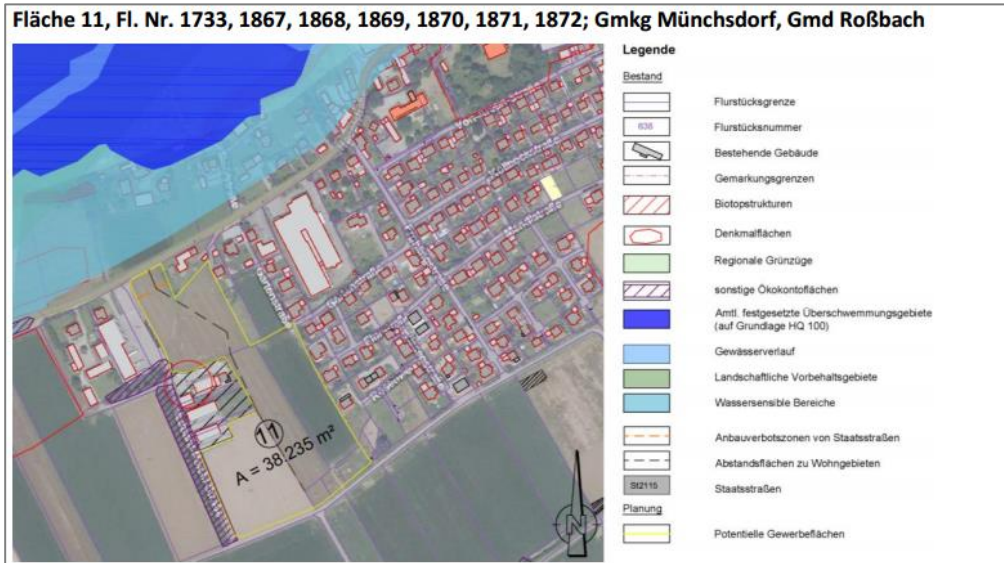 Fläche 11, Fl. Nr. 1733, 1867, 1868, 1869, 1870, 1871, 1872; Gmkg Münchsdorf, Gmd Roßbach
11
A = 38.235 m²
N
Legende
Bestand
Flurstücksgrenze
638 Flurstücksnummer
Bestehende Gebäude
Gemarkungsgrenzen
Biotopstrukturen
Denkmalflächen
Regionale Grünzüge
sonstige Ökokontoflächen
Amtl. festgesetzte Überschwemmungsgebiete
(auf Grundlage HQ 100)
Gewässerverlauf
Landschaftliche Vorbehaltsgebiete
Wassersensible Bereiche
Anbauverbotszonen von Staatsstraßen
Abstandsflächen zu Wohngebieten
St2115 Staatsstraßen
Planung
Potentielle Gewerbeflächen